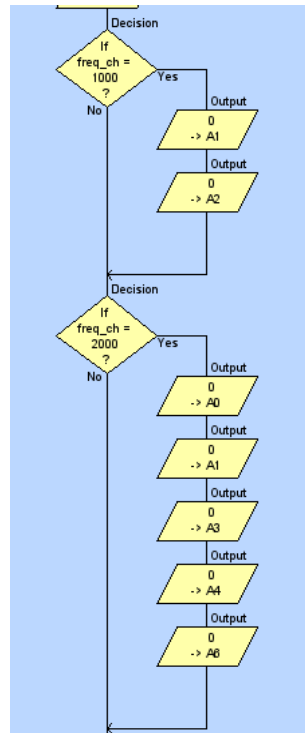 Decision
If
freq_ch =
1000
?
Yes
No
Output
0
-> A1
Output
0
-> A2
Decision
If
freq_ch =
2000
?
Yes
No
Output
0
-> A0
Output
0
-> A1
Output
0
-> A3
Output
0
-> A4
Output
0
-> A6